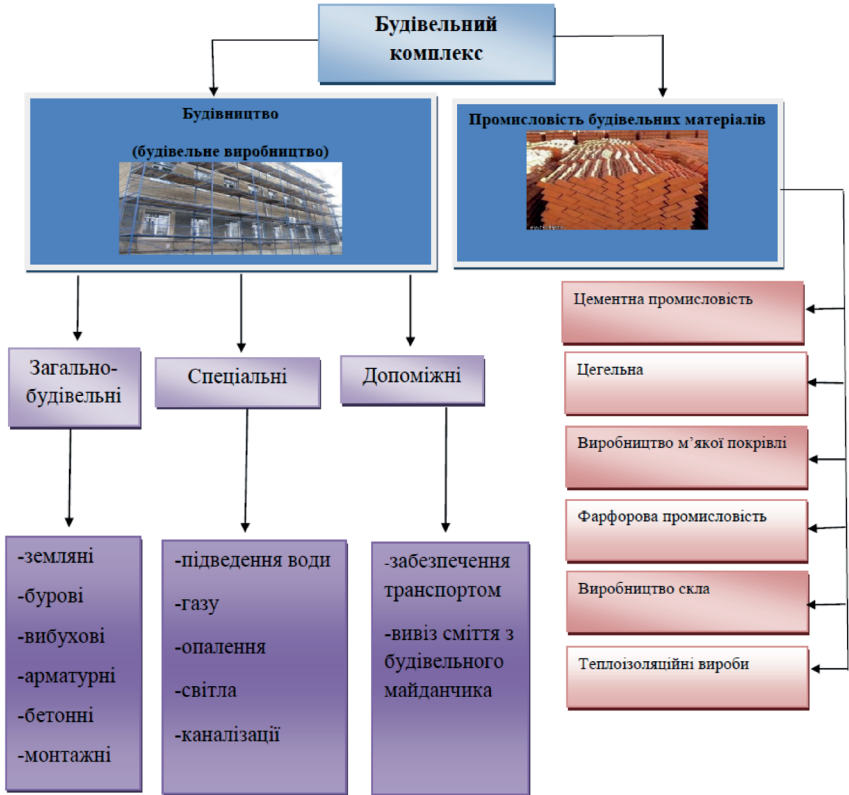 Будівельний
комплекс
Будівництво
(будівельне виробництво)
Промисловість будівельних матеріалів
Загально-
будівельні
Спеціальні
Допоміжні
-земляні
-бурові
-вибухові
-арматурні
-бетонні
-монтажні
-підведення води
-газу
-опалення
-світла
-каналізації
-забезпечення
транспортом
-вивіз сміття з
будівельного
майданчика
Цементна промисловість
Цегельна
Виробництво м’якої покрівлі
Фарфорова промисловість
Виробництво скла
Теплоізоляційні вироби